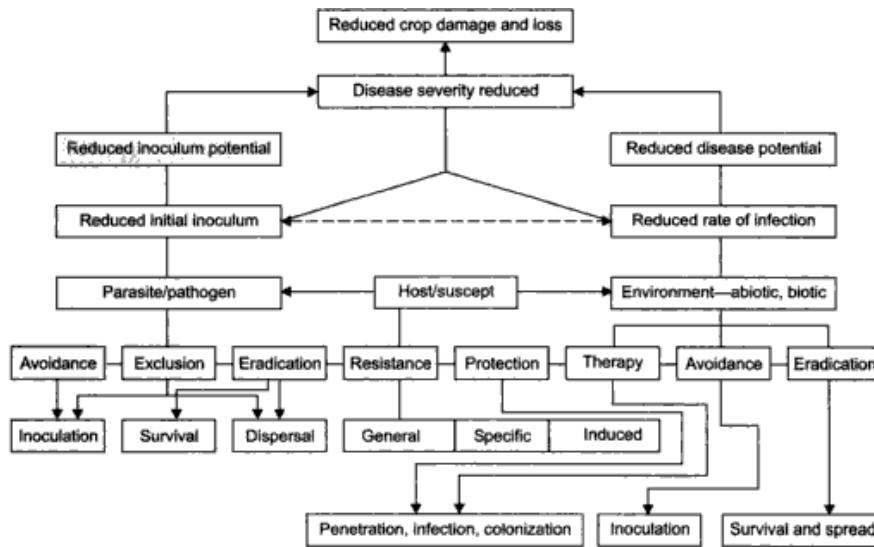 Reduced crop damage and loss
Disease severity reduced
Reduced inoculum potential
Reduced disease potential
Reduced initial inoculum
Reduced rate of infection
Parasite/pathogen
Host/suscept
Environment—abiotic, biotic
Avoidance
Exclusion
Eradication
Resistance
Protection
Therapy
Avoidance
Eradication
Inoculation
Survival
Dispersal
General
Specific
Induced
Penetration, infection, colonization
Inoculation
Survival and spread